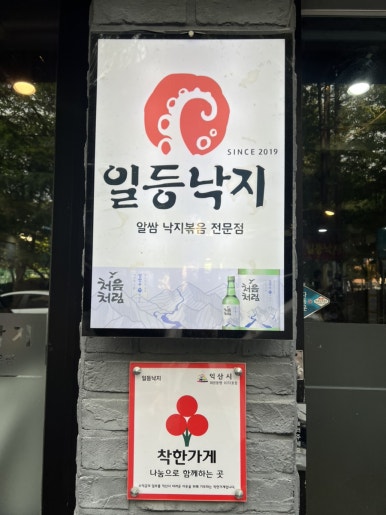 SINCE 2019
일등낙지
알쌈 낙지볶음 전문점
처음
처럼
처음
처럼
일등낙지
익산시
착한가게
나눔으로 함께하는 곳